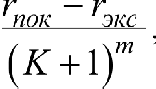 r_пок − r_экс
(K + 1)^m ,